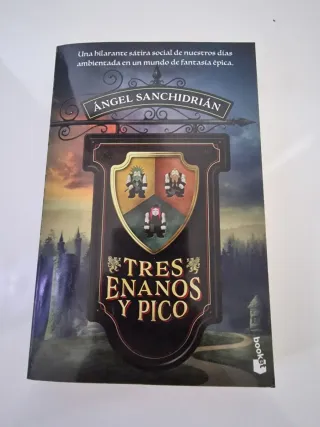 Una hilarante sátira social de nuestros días
ambientada en un mundo de fantasía épica.
ÁNGEL SANCHIDRIÁN
TRES
ENANOS
Y PICO
booket